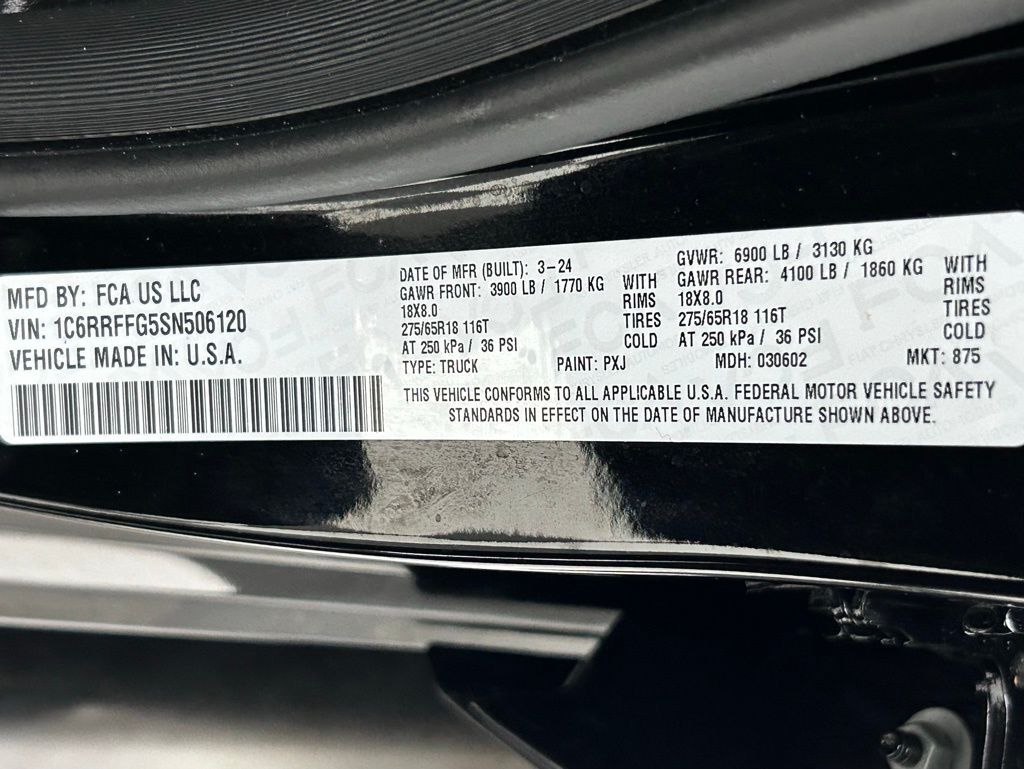 MFD BY: FCA US LLC
VIN: 1C6RRFFG5SN506120
VEHICLE MADE IN: U.S.A.
DATE OF MFR (BUILT): 3-24
GAWR FRONT: 3900 LB / 1770 KG WITH
18X8.0 RIMS
275/65R18 116T TIRES
AT 250 kPa / 36 PSI COLD
GVWR: 6900 LB / 3130 KG
GAWR REAR: 4100 LB / 1860 KG WITH
18X8.0 RIMS
275/65R18 116T TIRES
AT 250 kPa / 36 PSI COLD
TYPE: TRUCK PAINT: PXJ MDH: 030602 MKT: 875
THIS VEHICLE CONFORMS TO ALL APPLICABLE U.S.A. FEDERAL MOTOR VEHICLE SAFETY
STANDARDS IN EFFECT ON THE DATE OF MANUFACTURE SHOWN ABOVE.